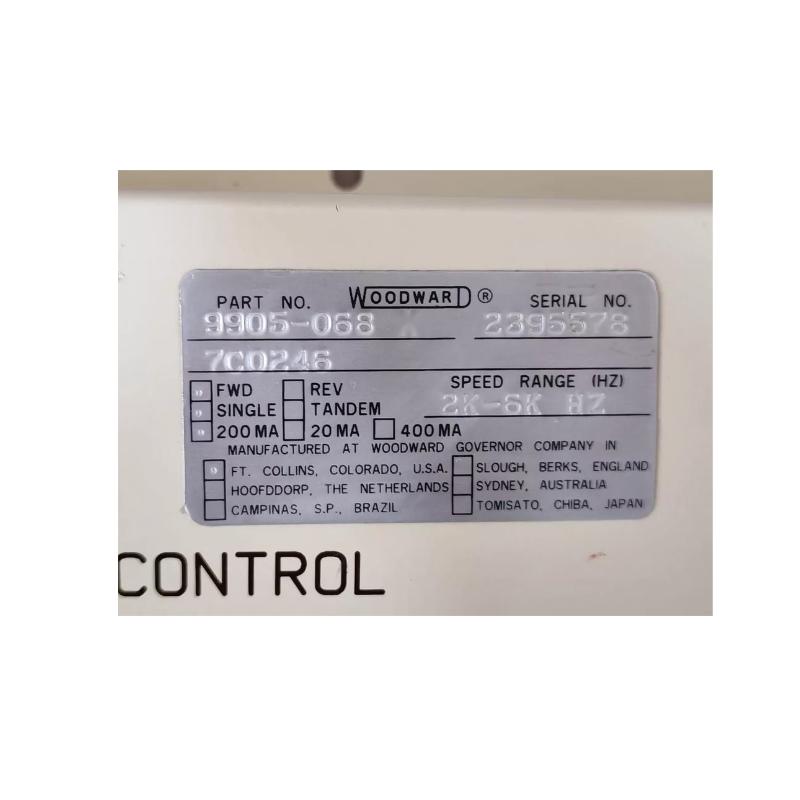 PART NO. WOODWARD ® SERIAL NO.
9905-068 K 2395578
7C0246
FWD REV SPEED RANGE (HZ)
SINGLE TANDEM 2K-6K HZ
200 MA 20 MA 400 MA
MANUFACTURED AT WOODWARD GOVERNOR COMPANY IN
FT. COLLINS, COLORADO, U.S.A. SLOUGH, BERKS, ENGLAND
HOOFDDORP, THE NETHERLANDS SYDNEY, AUSTRALIA
CAMPINAS, S.P., BRAZIL TOMISATO, CHIBA, JAPAN
CONTROL